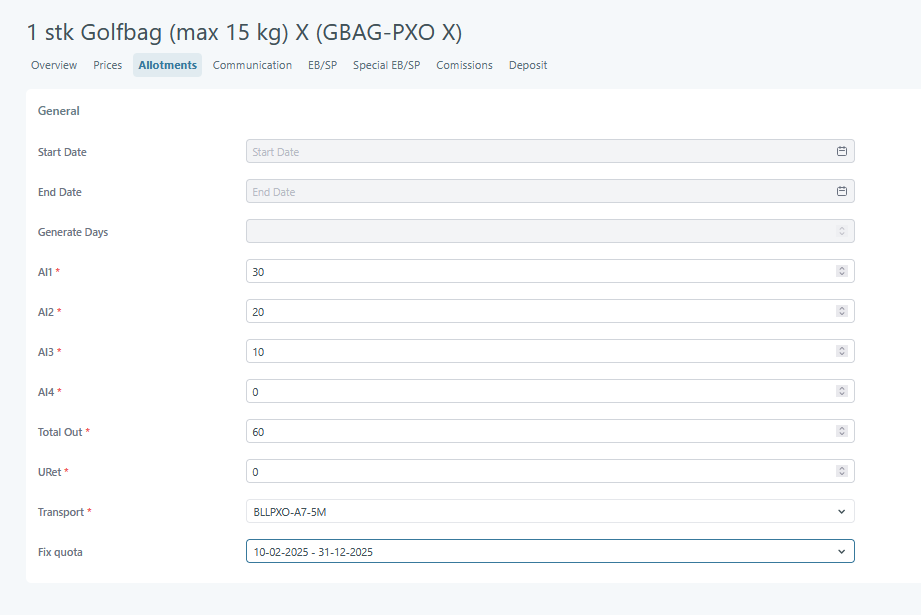 1 stk Golfbag (max 15 kg) X (GBAG-PXO X)
Overview Prices Allotments Communication EB/SP Special EB/SP Comissions Deposit
General
Start Date Start Date
End Date End Date
Generate Days
Al1 * 30
Al2 * 20
Al3 * 10
Al4 * 0
Total Out * 60
URet * 0
Transport * BLLPXO-A7-5M
Fix quota 10-02-2025 - 31-12-2025